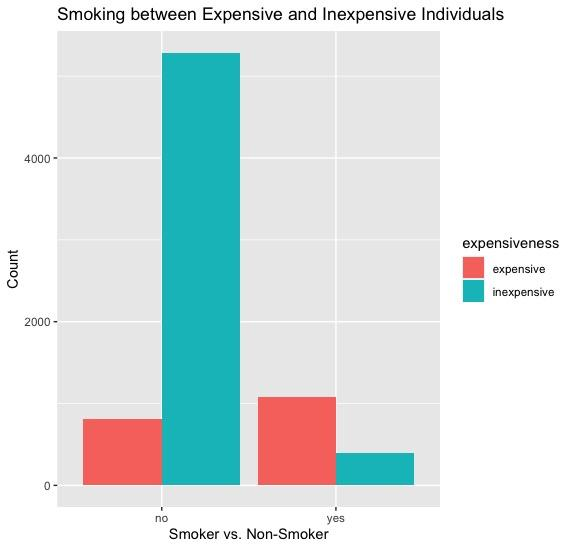 Smoking between Expensive and Inexpensive Individuals
4000
2000
0
Count
no yes
Smoker vs. Non-Smoker
expensiveness
expensive
inexpensive